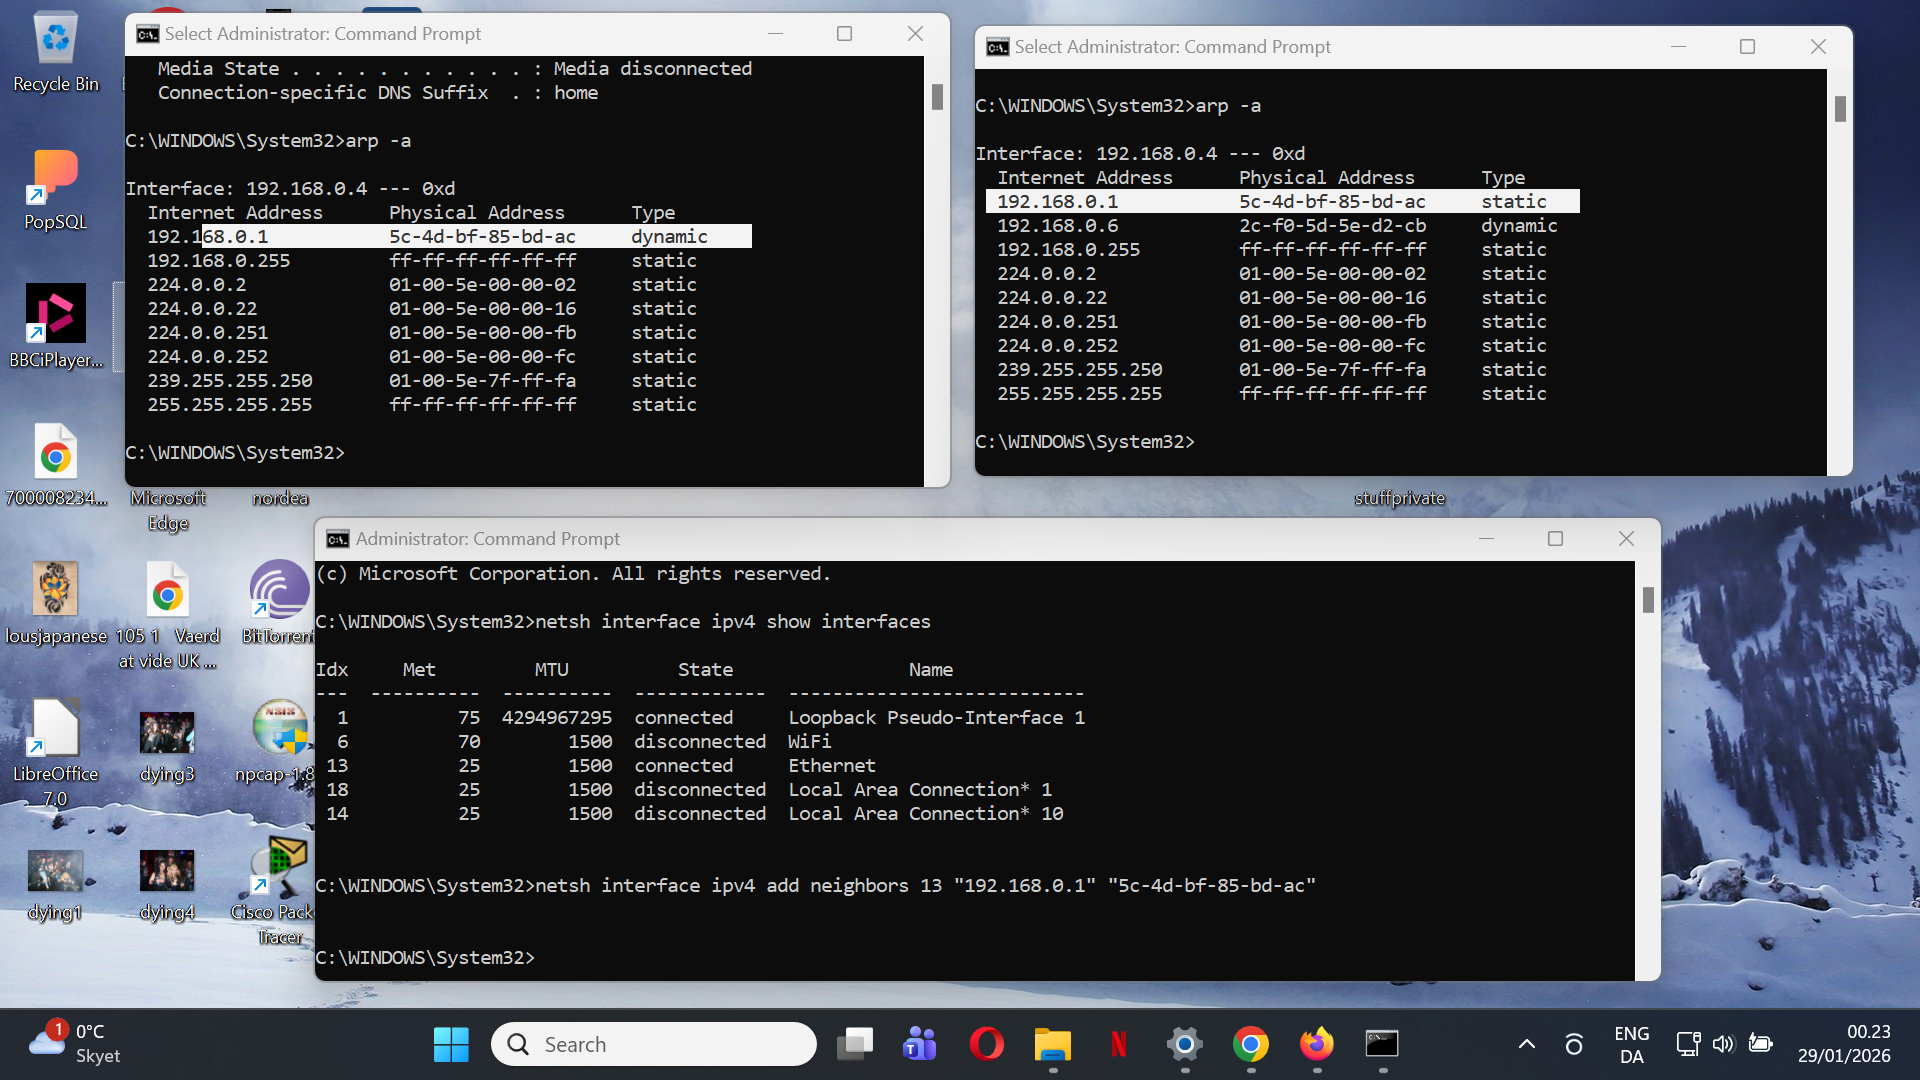 Recycle Bin
PopSQL
BBCiPlayer...
700008234...
Microsoft Edge
nordea
stuffprivate
lousjapanese
105 1 Vaerd
at vide UK ...
BitTorrent
LibreOffice
7.0
dying3
npcap-1.8
dying1
dying4
Cisco Pack
Tracer
Select Administrator: Command Prompt
Media State . . . . . . . . . . . : Media disconnected
Connection-specific DNS Suffix  . : home
C:\WINDOWS\System32>arp -a
Interface: 192.168.0.4 --- 0xd
Internet Address      Physical Address      Type
192.168.0.1           5c-4d-bf-85-bd-ac     dynamic
192.168.0.255         ff-ff-ff-ff-ff-ff     static
224.0.0.2             01-00-5e-00-00-02     static
224.0.0.22            01-00-5e-00-00-16     static
224.0.0.251           01-00-5e-00-00-fb     static
224.0.0.252           01-00-5e-00-00-fc     static
239.255.255.250       01-00-5e-7f-ff-fa     static
255.255.255.255       ff-ff-ff-ff-ff-ff     static
C:\WINDOWS\System32>
Select Administrator: Command Prompt
C:\WINDOWS\System32>arp -a
Interface: 192.168.0.4 --- 0xd
Internet Address      Physical Address      Type
192.168.0.1           5c-4d-bf-85-bd-ac     static
192.168.0.6           2c-f0-5d-5e-d2-cb     dynamic
192.168.0.255         ff-ff-ff-ff-ff-ff     static
224.0.0.2             01-00-5e-00-00-02     static
224.0.0.22            01-00-5e-00-00-16     static
224.0.0.251           01-00-5e-00-00-fb     static
224.0.0.252           01-00-5e-00-00-fc     static
239.255.255.250       01-00-5e-7f-ff-fa     static
255.255.255.255       ff-ff-ff-ff-ff-ff     static
C:\WINDOWS\System32>
Administrator: Command Prompt
(c) Microsoft Corporation. All rights reserved.
C:\WINDOWS\System32>netsh interface ipv4 show interfaces
Idx     Met         MTU          State                Name
---  ----------  ----------  ------------  ---------------------------
1          75  4294967295  connected     Loopback Pseudo-Interface 1
6          70        1500  disconnected  WiFi
13          25        1500  connected     Ethernet
18          25        1500  disconnected  Local Area Connection* 1
14          25        1500  disconnected  Local Area Connection* 10
C:\WINDOWS\System32>netsh interface ipv4 add neighbors 13 "192.168.0.1" "5c-4d-bf-85-bd-ac"
C:\WINDOWS\System32>
1
0°C
Skyet
Search
ENG
DA
00.23
29/01/2026